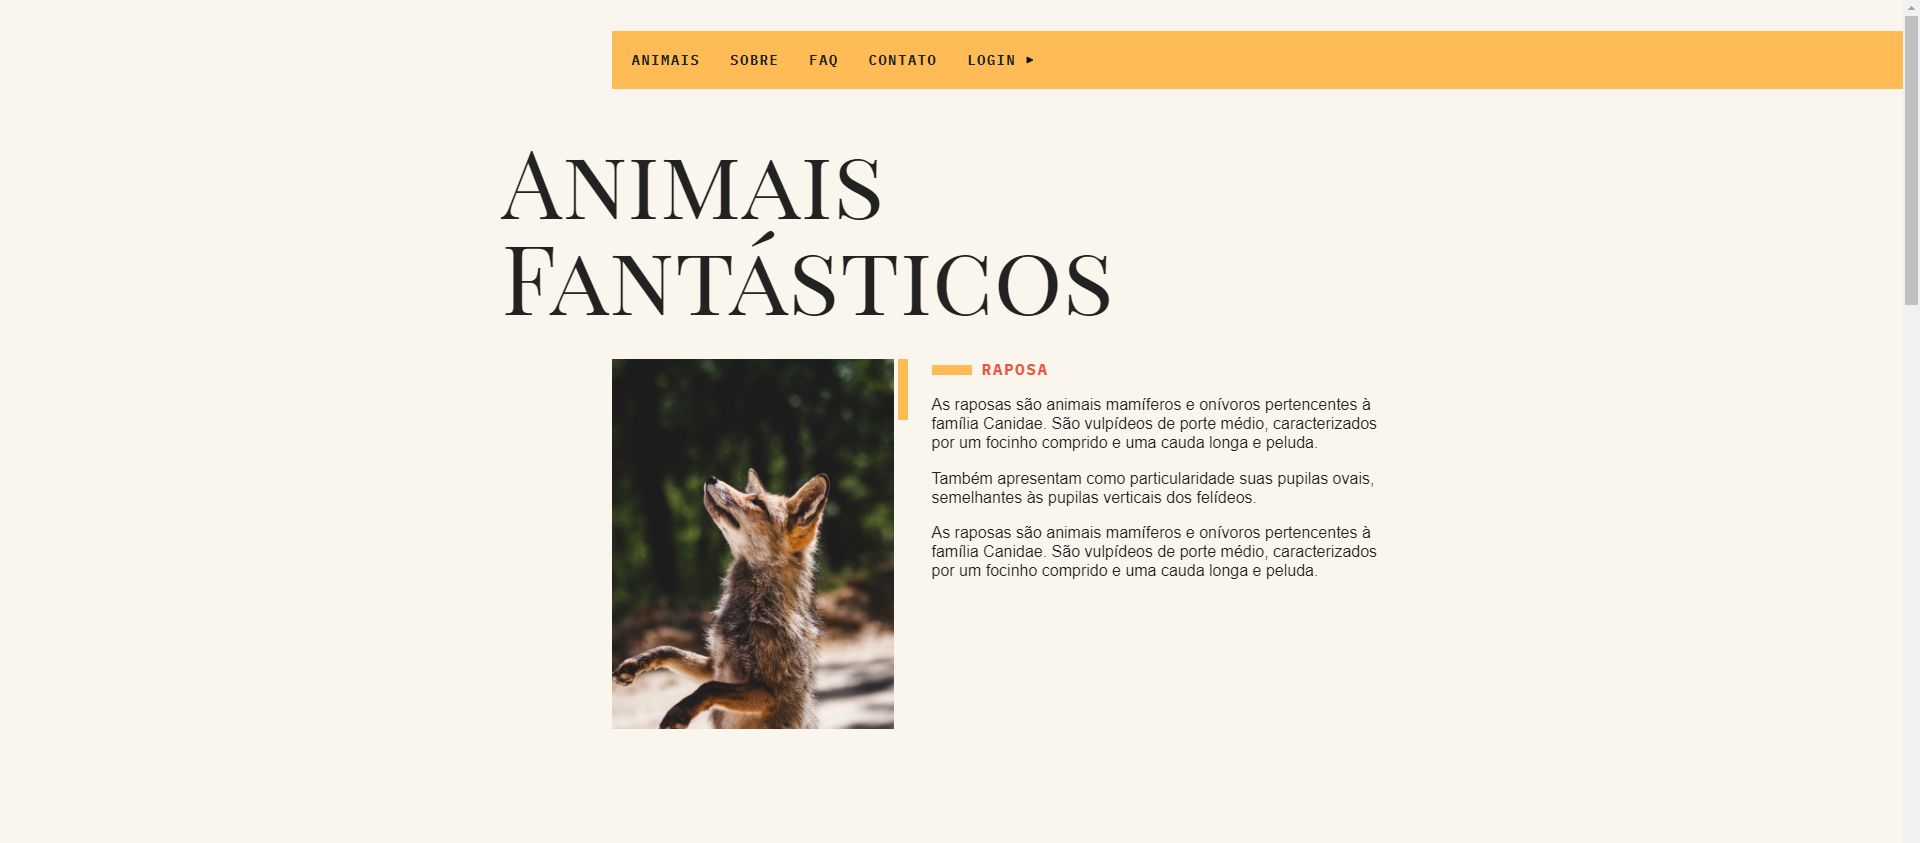 ANIMAIS SOBRE FAQ CONTATO LOGIN ▸
Animais
Fantásticos
RAPOSA
As raposas são animais mamíferos e onívoros pertencentes à
família Canidae. São vulpídeos de porte médio, caracterizados
por um focinho comprido e uma cauda longa e peluda.
Também apresentam como particularidade suas pupilas ovais,
semelhantes às pupilas verticais dos felídeos.
As raposas são animais mamíferos e onívoros pertencentes à
família Canidae. São vulpídeos de porte médio, caracterizados
por um focinho comprido e uma cauda longa e peluda.